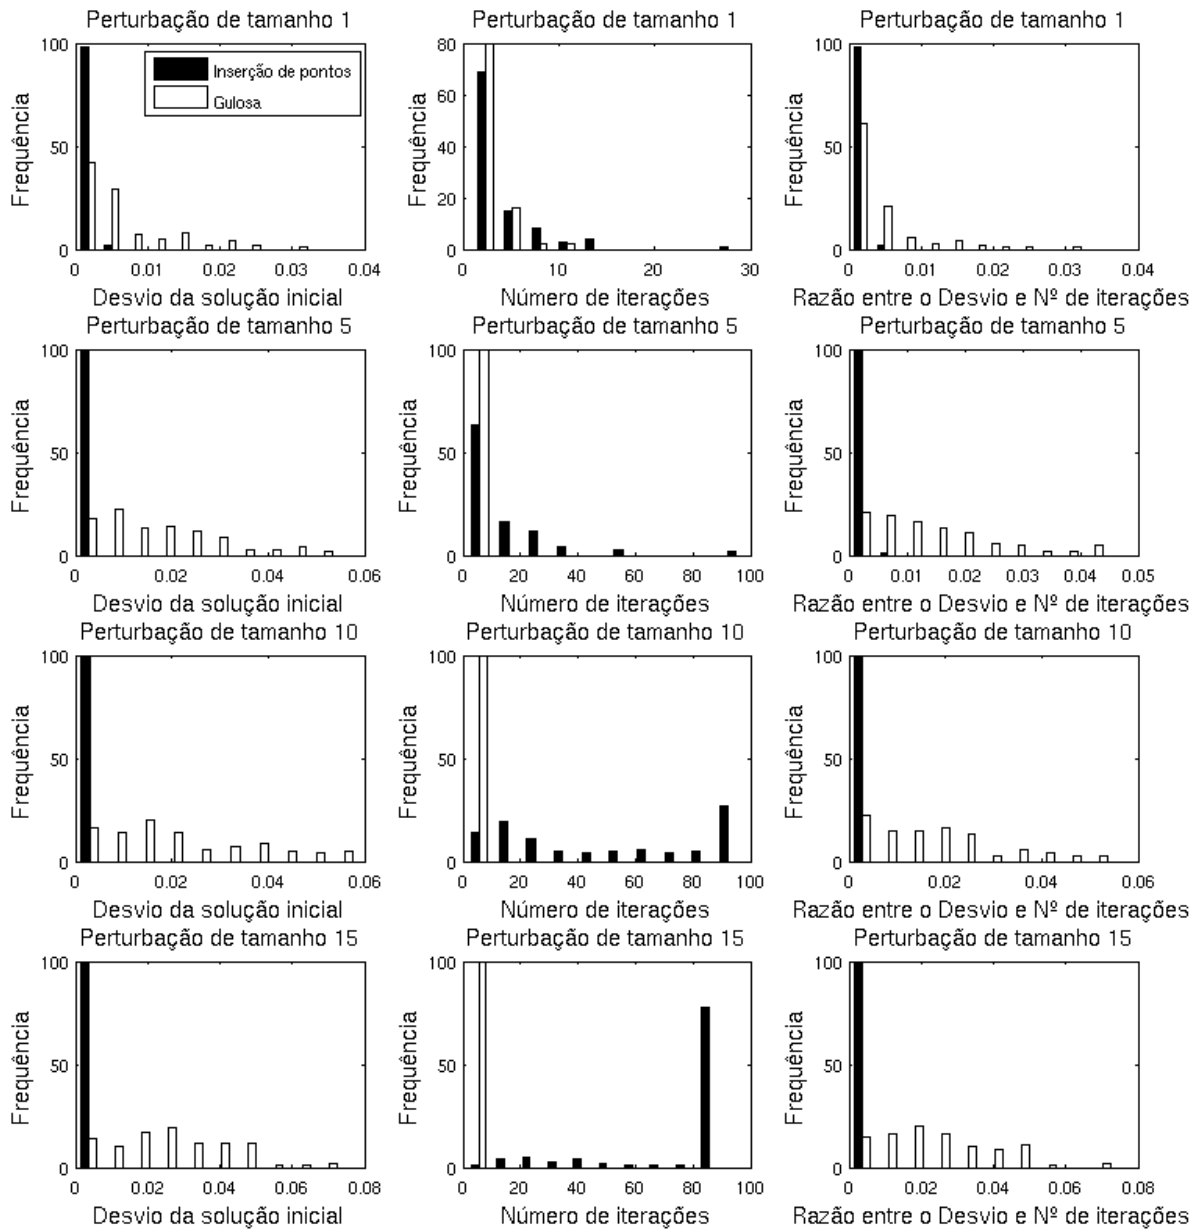 Perturbação de tamanho 1
Perturbação de tamanho 1
Perturbação de tamanho 1
100
50
0
Frequência
Inserção de pontos
Gulosa
0 0.01 0.02 0.03 0.04
Desvio da solução inicial
80
60
40
20
0
Frequência
0 10 20 30
Número de iterações
100
50
0
Frequência
0 0.01 0.02 0.03 0.04
Razão entre o Desvio e Nº de iterações
Perturbação de tamanho 5
Perturbação de tamanho 5
Perturbação de tamanho 5
100
50
0
Frequência
0 0.02 0.04 0.06
Desvio da solução inicial
100
50
0
Frequência
0 20 40 60 80 100
Número de iterações
100
50
0
Frequência
0 0.01 0.02 0.03 0.04 0.05
Razão entre o Desvio e Nº de iterações
Perturbação de tamanho 10
Perturbação de tamanho 10
Perturbação de tamanho 10
100
50
0
Frequência
0 0.02 0.04 0.06
Desvio da solução inicial
100
50
0
Frequência
0 20 40 60 80 100
Número de iterações
100
50
0
Frequência
0 0.02 0.04 0.06
Razão entre o Desvio e Nº de iterações
Perturbação de tamanho 15
Perturbação de tamanho 15
Perturbação de tamanho 15
100
50
0
Frequência
0 0.02 0.04 0.06 0.08
Desvio da solução inicial
100
50
0
Frequência
0 20 40 60 80 100
Número de iterações
100
50
0
Frequência
0 0.02 0.04 0.06 0.08
Razão entre o Desvio e Nº de iterações